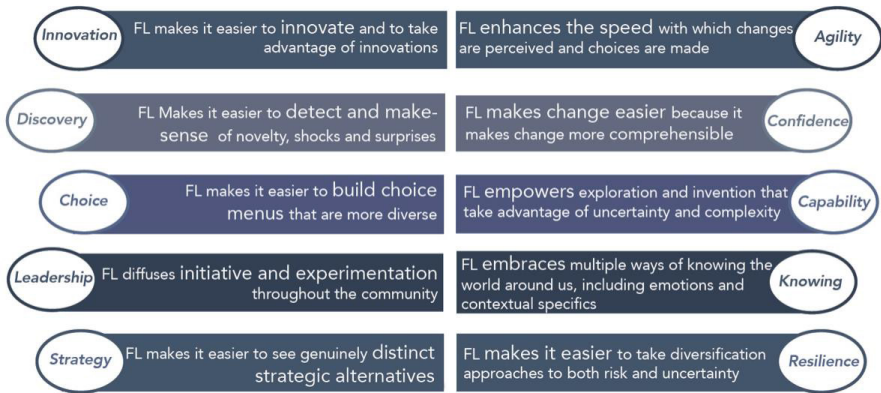 Innovation
FL makes it easier to innovate and to take
advantage of innovations
FL enhances the speed with which changes
are perceived and choices are made
Agility
Discovery
FL Makes it easier to detect and make-
sense of novelty, shocks and surprises
FL makes change easier because it
makes change more comprehensible
Confidence
Choice
FL makes it easier to build choice
menus that are more diverse
FL empowers exploration and invention that
take advantage of uncertainty and complexity
Capability
Leadership
FL diffuses initiative and experimentation
throughout the community
FL embraces multiple ways of knowing the
world around us, including emotions and
contextual specifics
Knowing
Strategy
FL makes it easier to see genuinely distinct
strategic alternatives
FL makes it easier to take diversification
approaches to both risk and uncertainty
Resilience